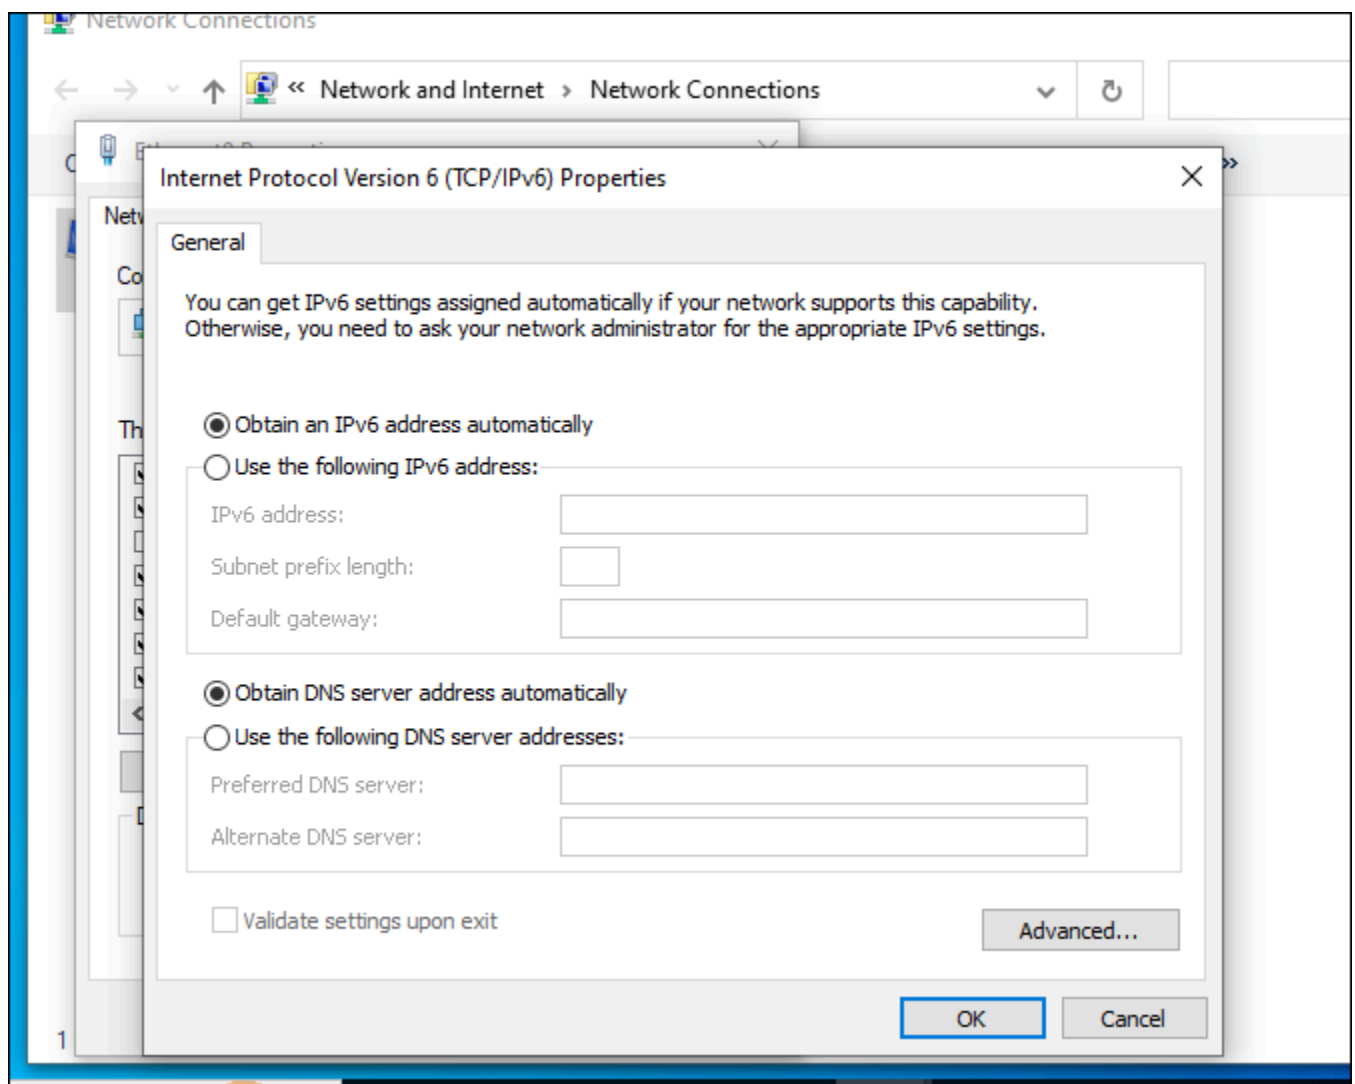 Network Connections
« Network and Internet › Network Connections
»
Internet Protocol Version 6 (TCP/IPv6) Properties
General
You can get IPv6 settings assigned automatically if your network supports this capability.
Otherwise, you need to ask your network administrator for the appropriate IPv6 settings.
Obtain an IPv6 address automatically
Use the following IPv6 address:
IPv6 address:
Subnet prefix length:
Default gateway:
Obtain DNS server address automatically
Use the following DNS server addresses:
Preferred DNS server:
Alternate DNS server:
Validate settings upon exit
Advanced...
OK
Cancel
1